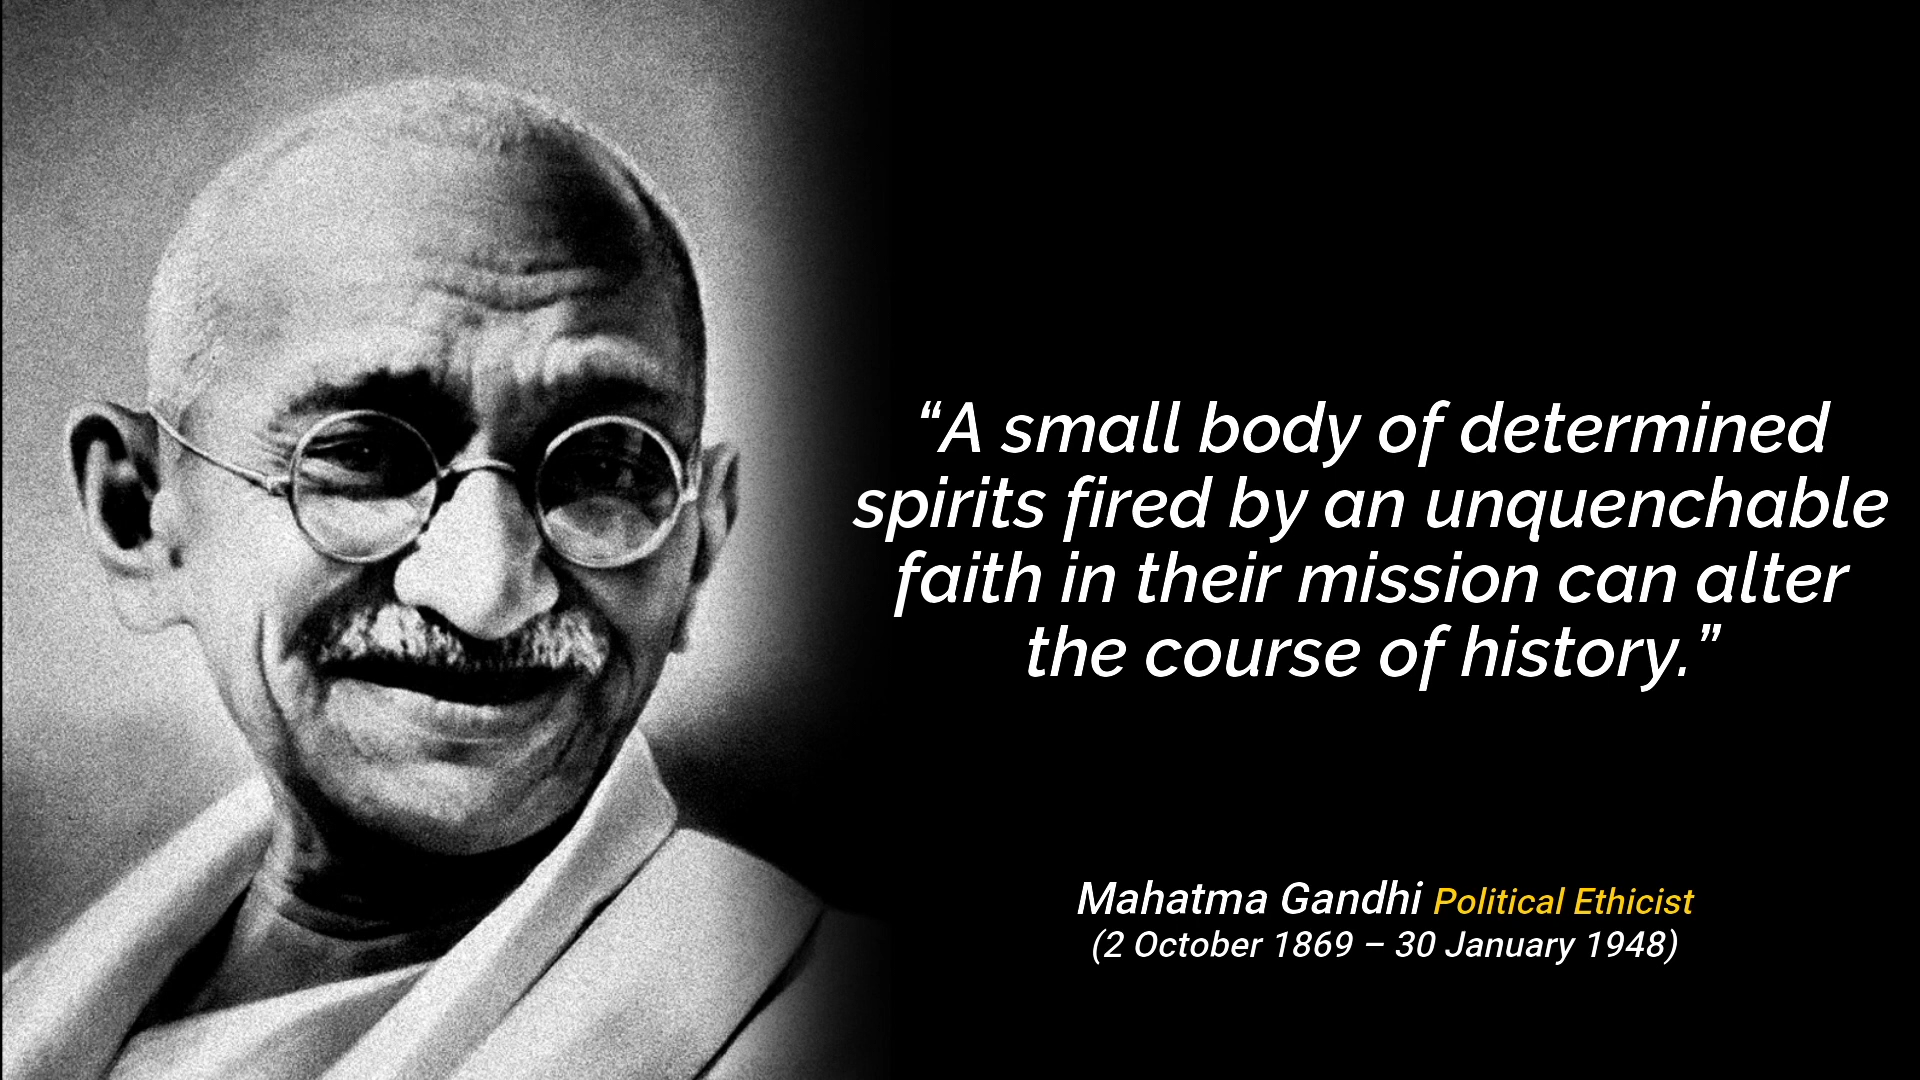 “A small body of determined
spirits fired by an unquenchable
faith in their mission can alter
the course of history.”
Mahatma Gandhi Political Ethicist
(2 October 1869 – 30 January 1948)